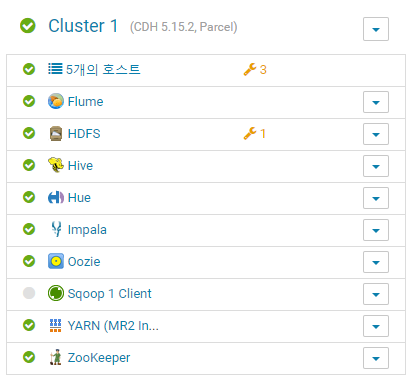 Cluster 1 (CDH 5.15.2, Parcel)
5개의 호스트 3
Flume
HDFS 1
Hive
Hue
Impala
Oozie
Sqoop 1 Client
YARN (MR2 In...
ZooKeeper